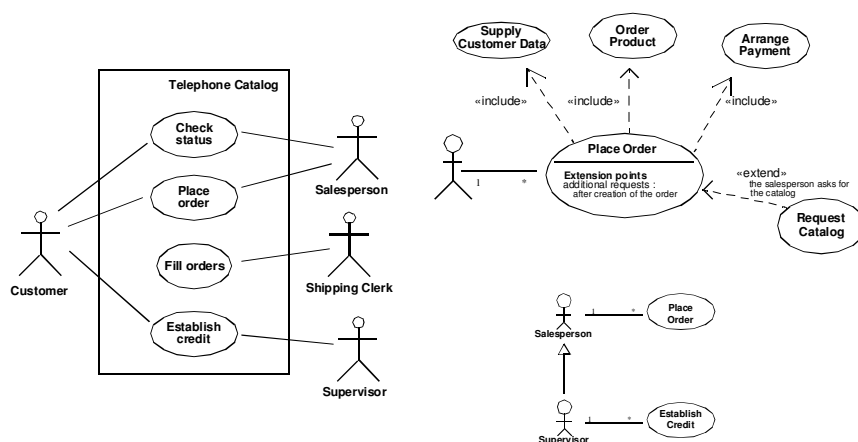 Telephone Catalog
Check
status
Place
order
Fill orders
Establish
credit
Customer
Salesperson
Shipping Clerk
Supervisor
Supply
Customer Data
Order
Product
Arrange
Payment
«include»
«include»
«include»
Place Order
Extension points
additional requests :
after creation of the order
1
*
«extend»
the salesperson asks for
the catalog
Request
Catalog
Salesperson
1
*
Place
Order
Supervisor
1
*
Establish
Credit